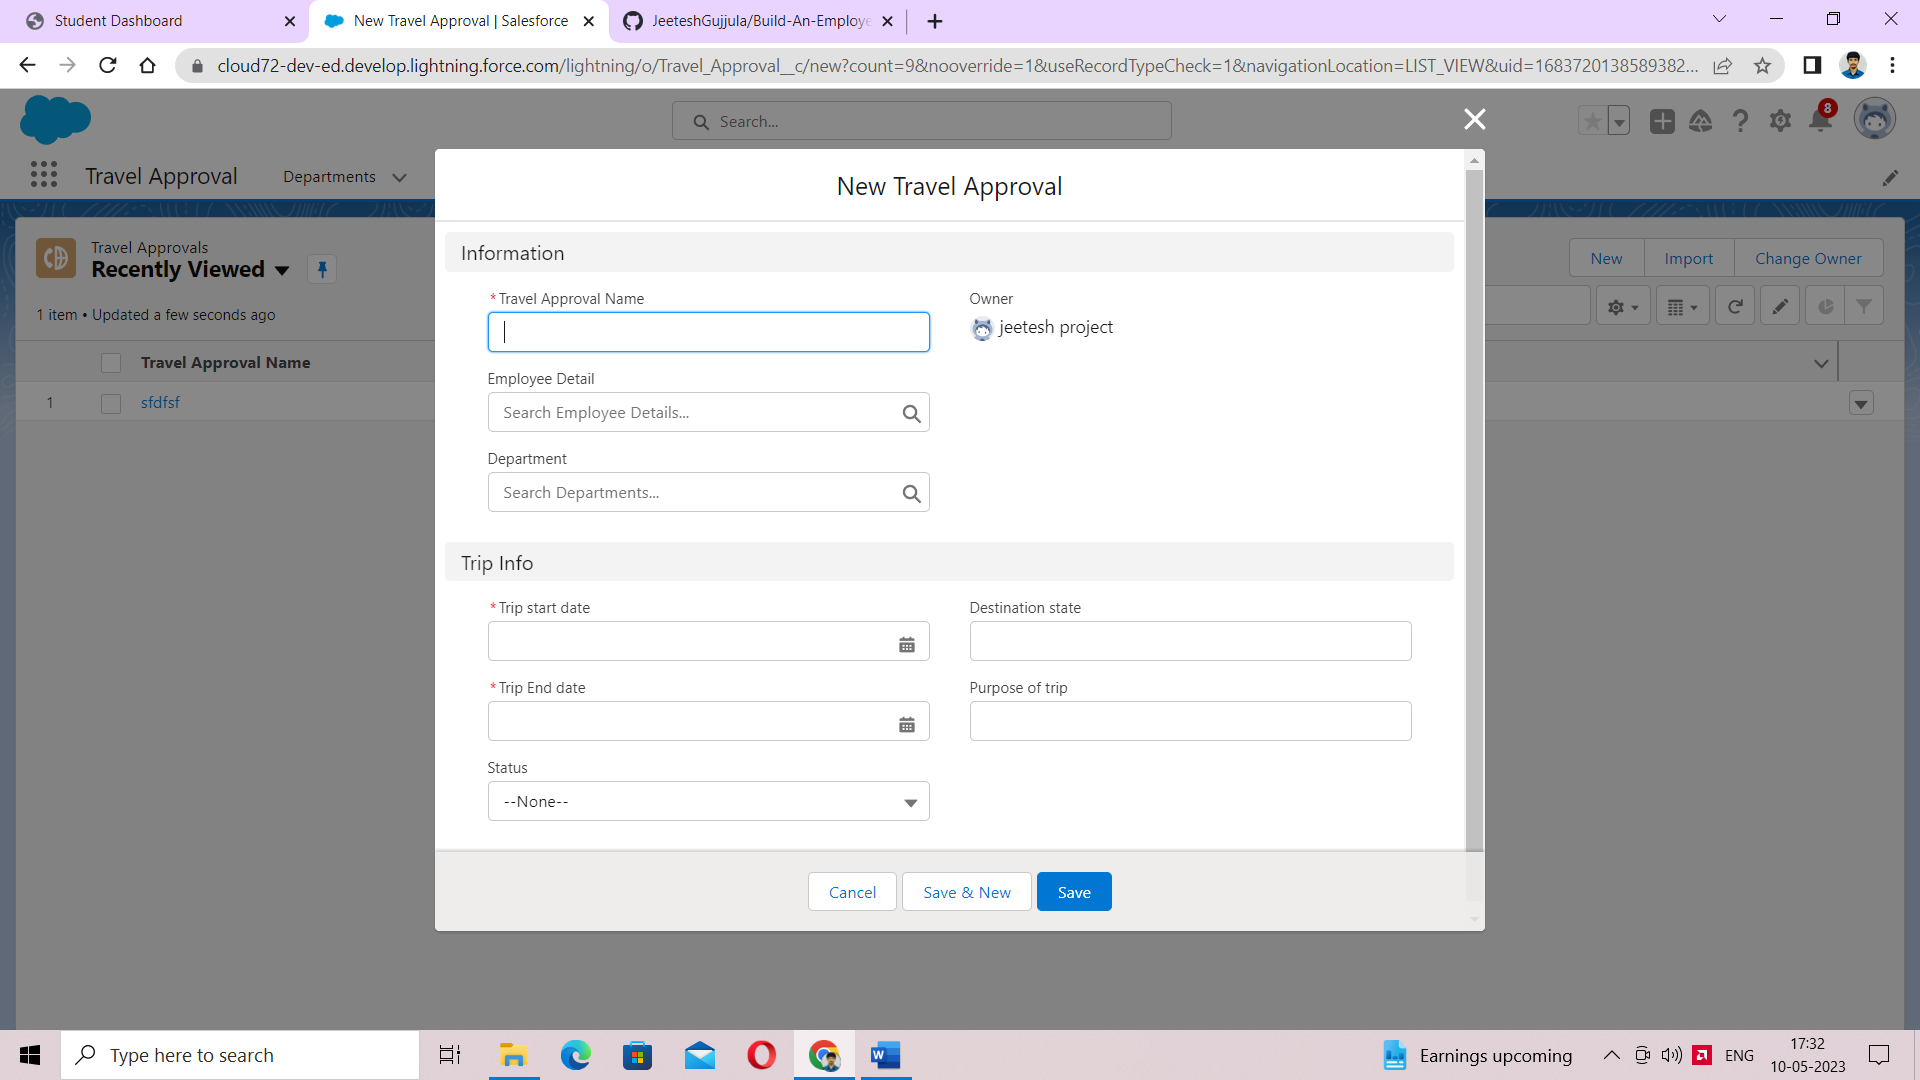 Student Dashboard
New Travel Approval | Salesforce
JeeteshGujjula/Build-An-Employe
cloud72-dev-ed.develop.lightning.force.com/lightning/o/Travel_Approval__c/new?count=9&nooverride=1&useRecordTypeCheck=1&navigationLocation=LIST_VIEW&uid=1683720138589382...
Search...
8
Travel Approval
Departments
New Travel Approval
Travel Approvals
Recently Viewed
New
Import
Change Owner
1 item • Updated a few seconds ago
Travel Approval Name
1
sfdfsf
Information
*Travel Approval Name
Owner
jeetesh project
Employee Detail
Search Employee Details...
Department
Search Departments...
Trip Info
*Trip start date
Destination state
*Trip End date
Purpose of trip
Status
--None--
Cancel
Save & New
Save
Type here to search
W
Earnings upcoming
ENG
17:32
10-05-2023